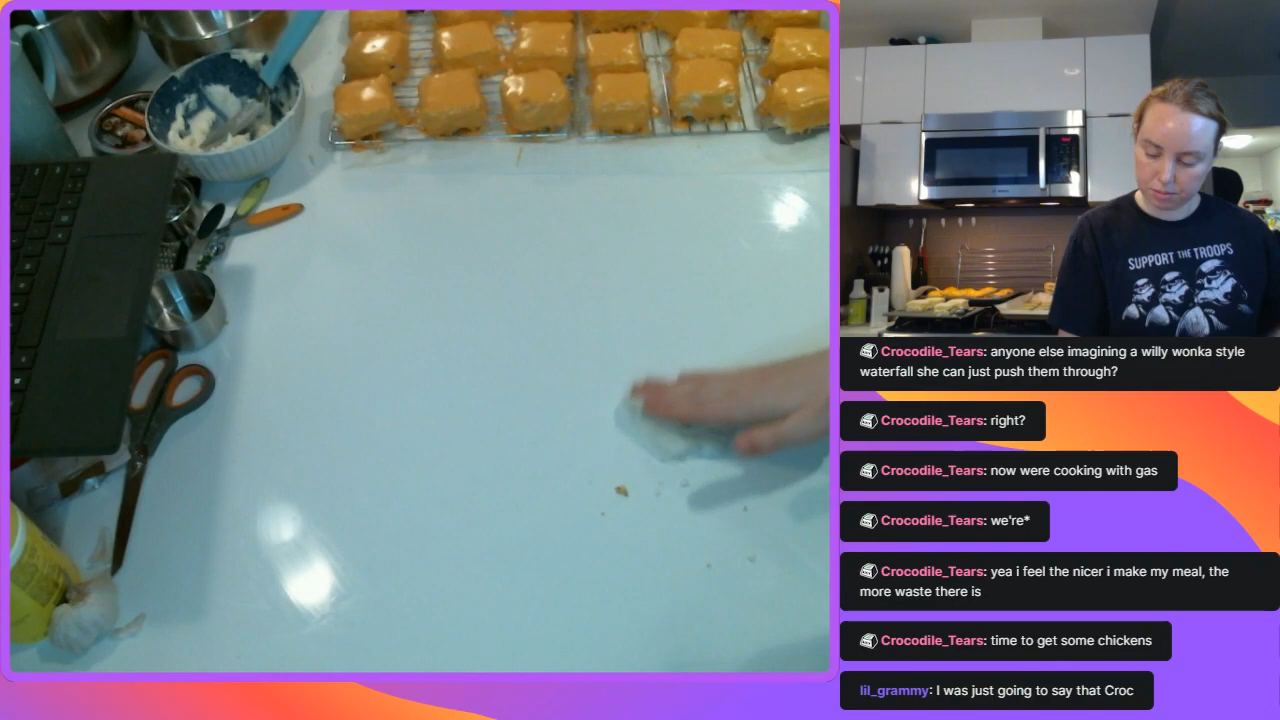 SUPPORT THE TROOPS
Crocodile_Tears: anyone else imagining a willy wonka style
waterfall she can just push them through?
Crocodile_Tears: right?
Crocodile_Tears: now were cooking with gas
Crocodile_Tears: we're*
Crocodile_Tears: yea i feel the nicer i make my meal, the
more waste there is
Crocodile_Tears: time to get some chickens
lil_grammy: I was just going to say that Croc